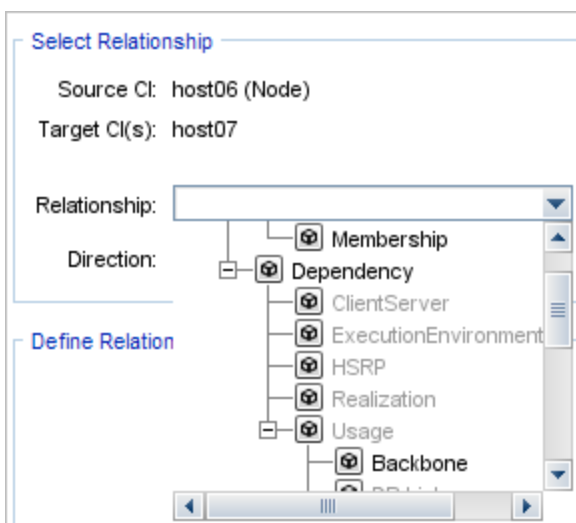 Select Relationship
Source CI: host06 (Node)
Target CI(s): host07
Relationship:
Membership
Direction:
Dependency
ClientServer
ExecutionEnvironment
HSRP
Define Relation
Realization
Usage
Backbone